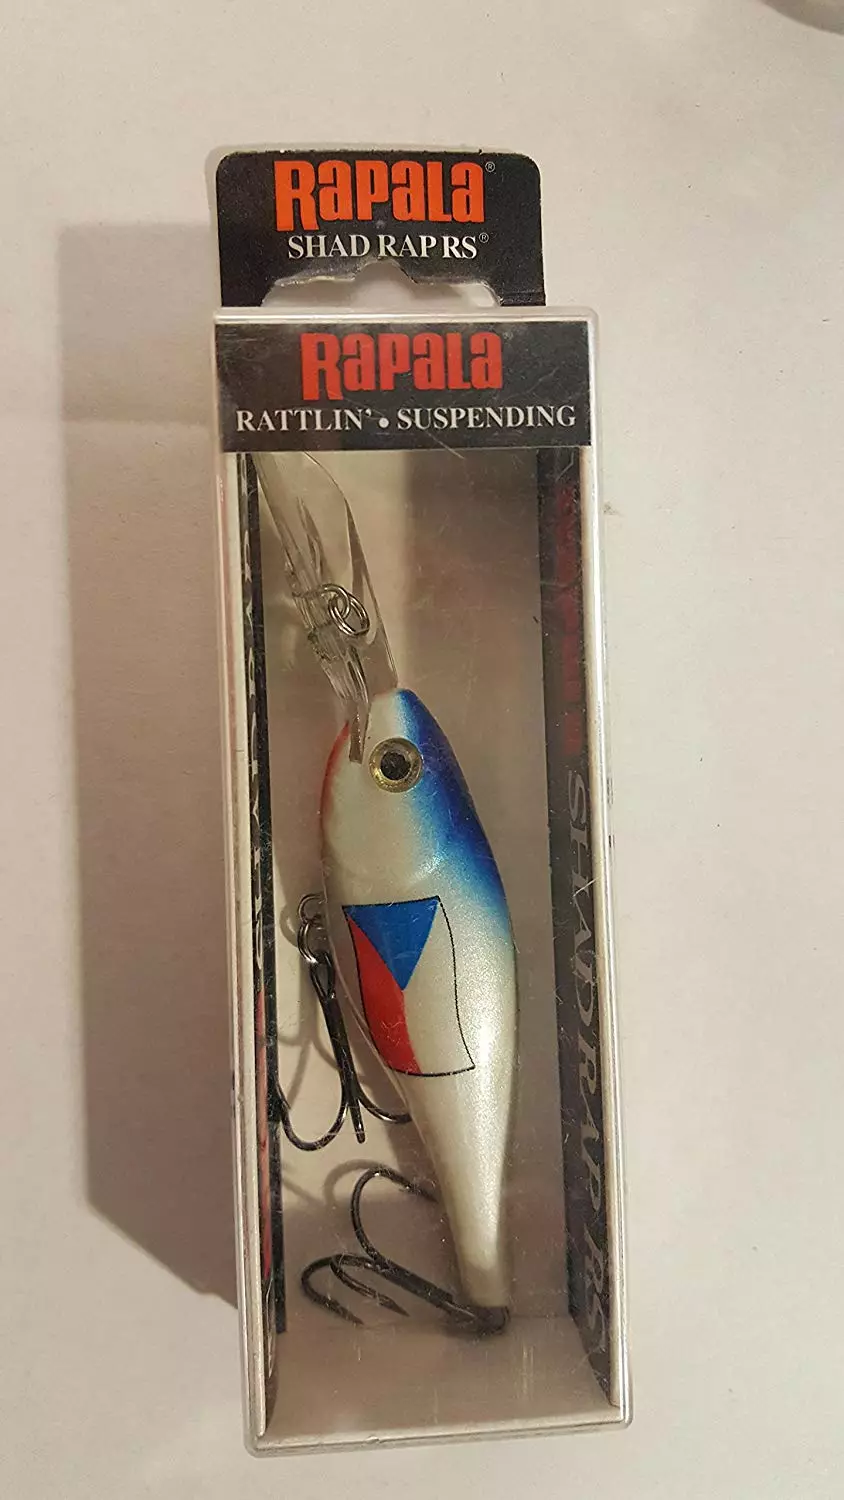 RAPALA®
SHAD RAP RS®
RAPALA®
RATTLIN' • SUSPENDING
SHAD RAP RS